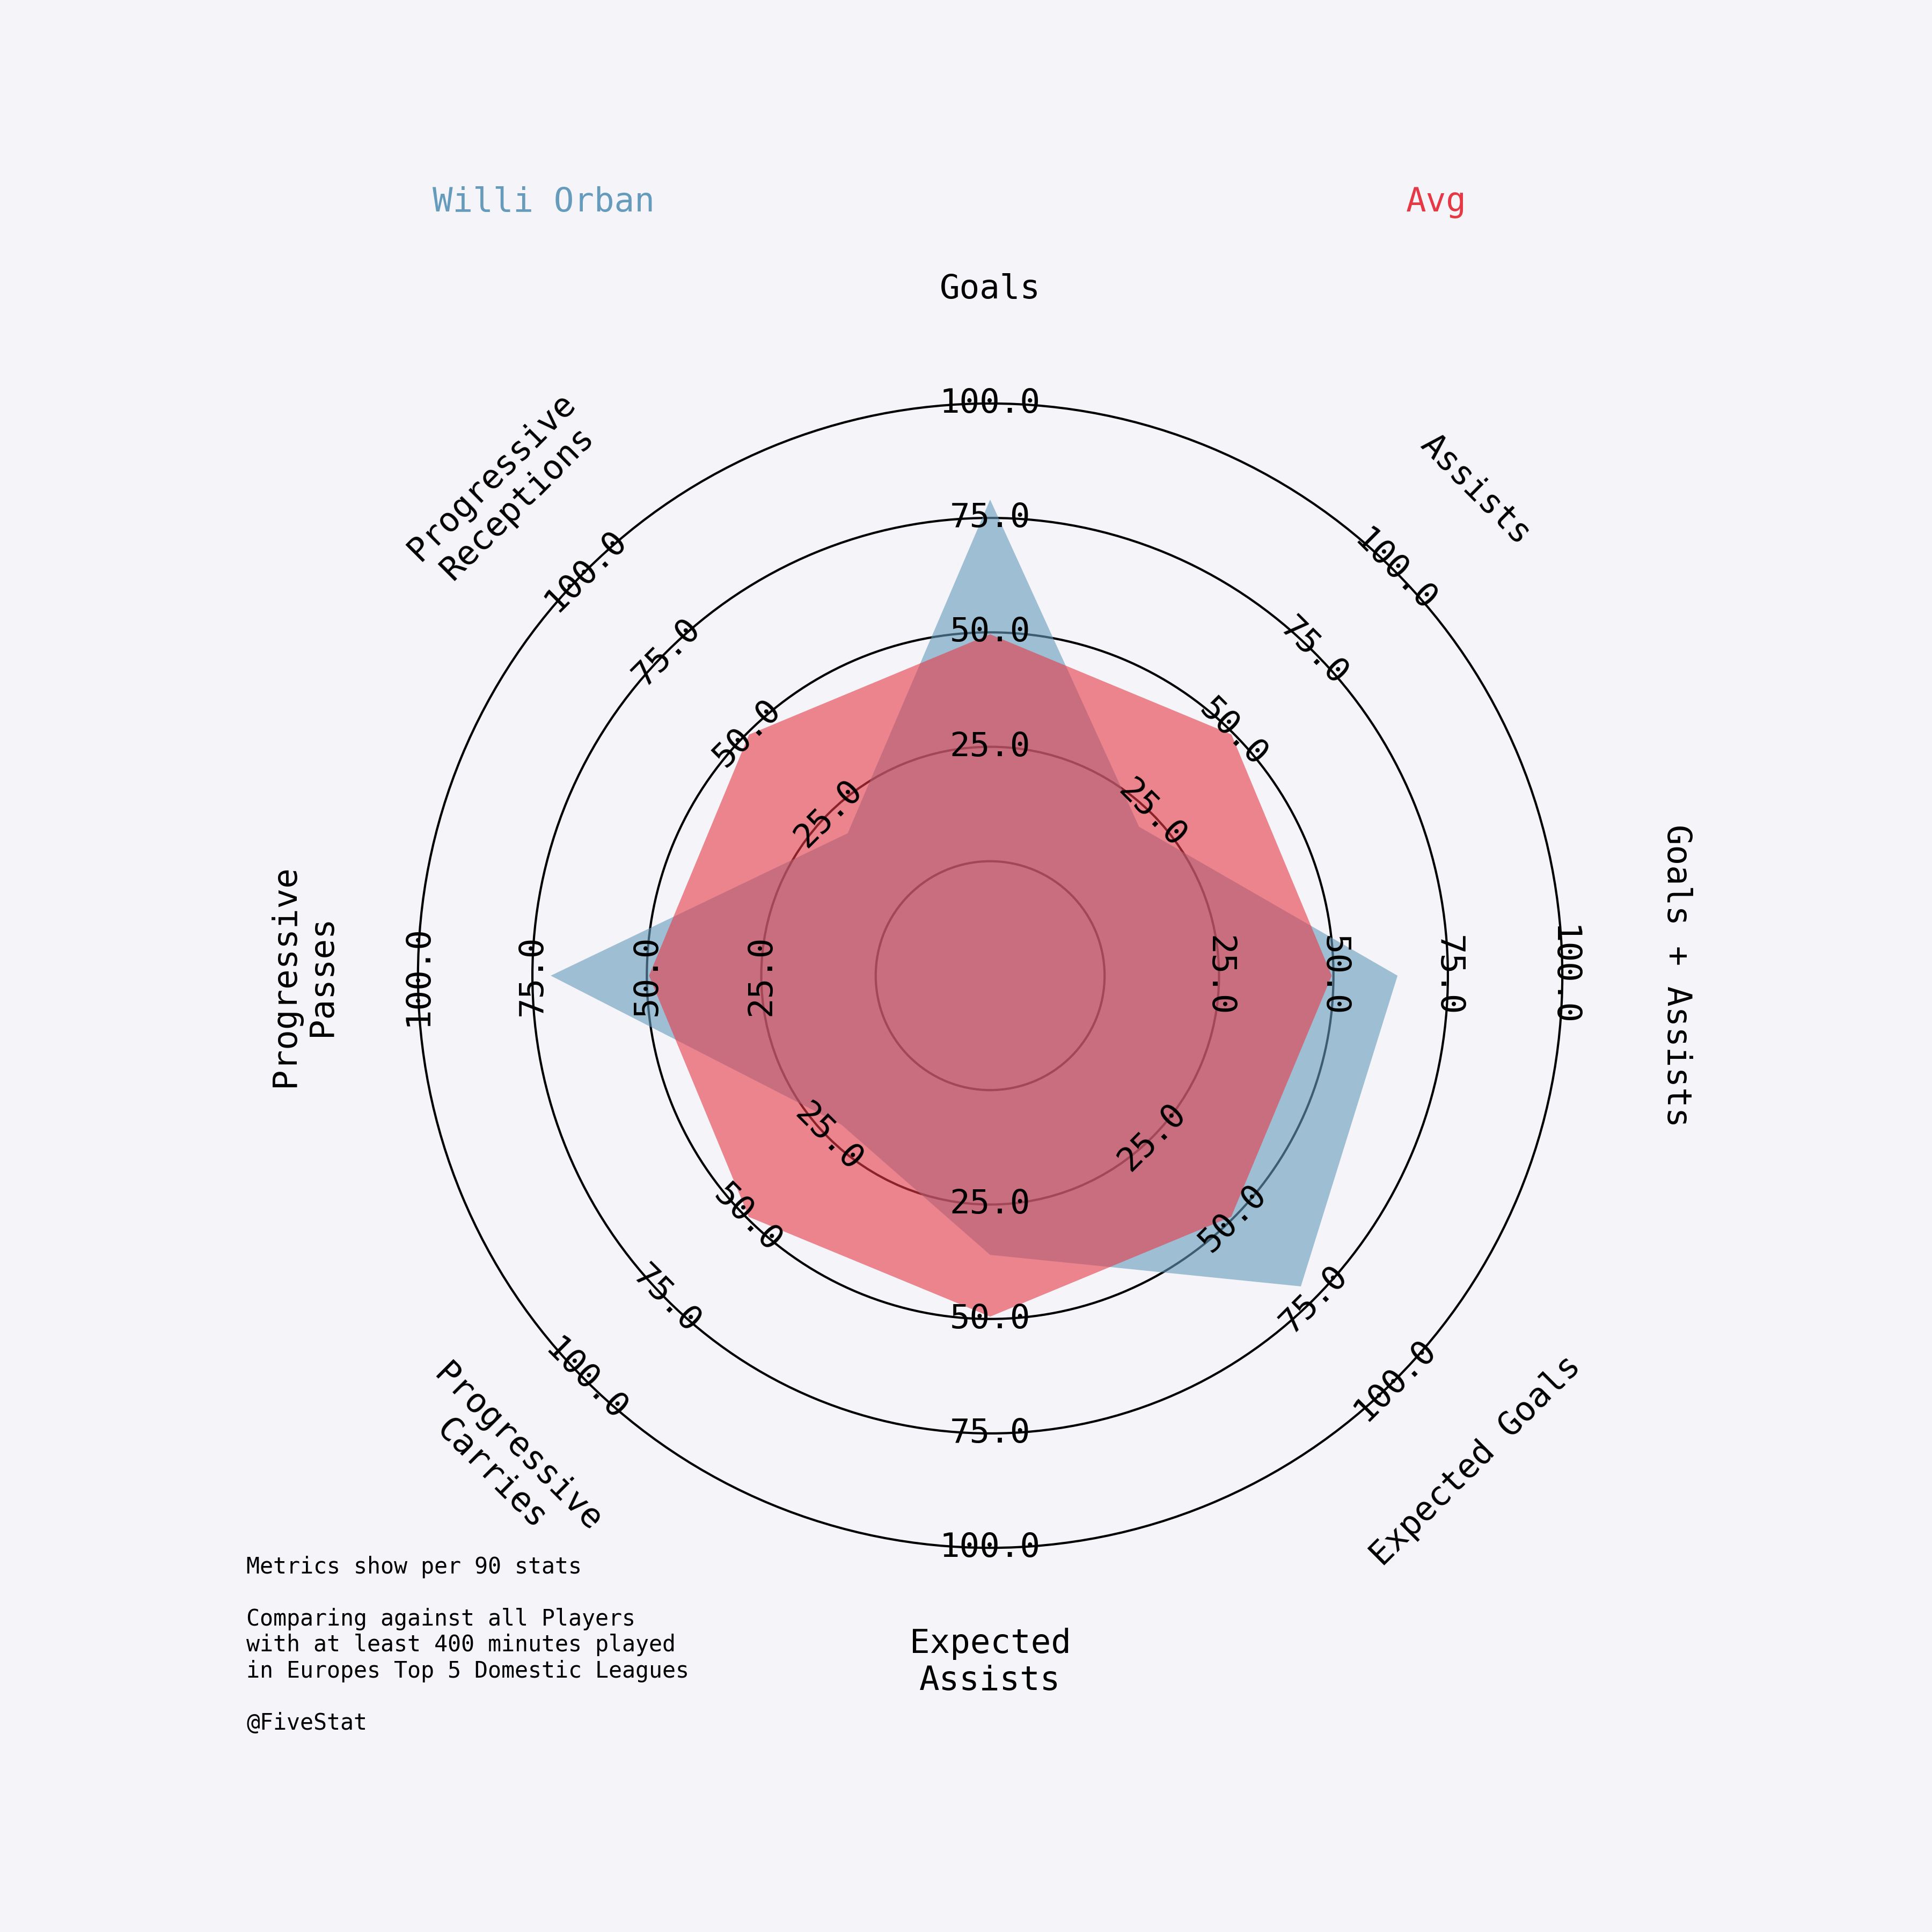 Willi Orban
Avg
Goals
Assists
Goals + Assists
Expected Goals
Expected
Assists
Progressive
Carries
Progressive
Passes
Progressive
Receptions
25.0
50.0
75.0
100.0
25.0
50.0
75.0
100.0
25.0
50.0
75.0
100.0
25.0
50.0
75.0
100.0
25.0
50.0
75.0
100.0
25.0
50.0
75.0
100.0
25.0
50.0
75.0
100.0
25.0
50.0
75.0
100.0
Metrics show per 90 stats
Comparing against all Players
with at least 400 minutes played
in Europes Top 5 Domestic Leagues
@FiveStat